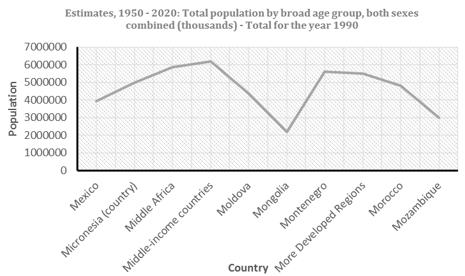 Estimates, 1950 - 2020: Total population by broad age group, both sexes
combined (thousands) - Total for the year 1990
7000000
6000000
5000000
4000000
3000000
2000000
1000000
0
Population
Mexico
Micronesia (country)
Middle Africa
Middle-income countries
Moldova
Mongolia
Montenegro
More Developed Regions
Morocco
Mozambique
Country